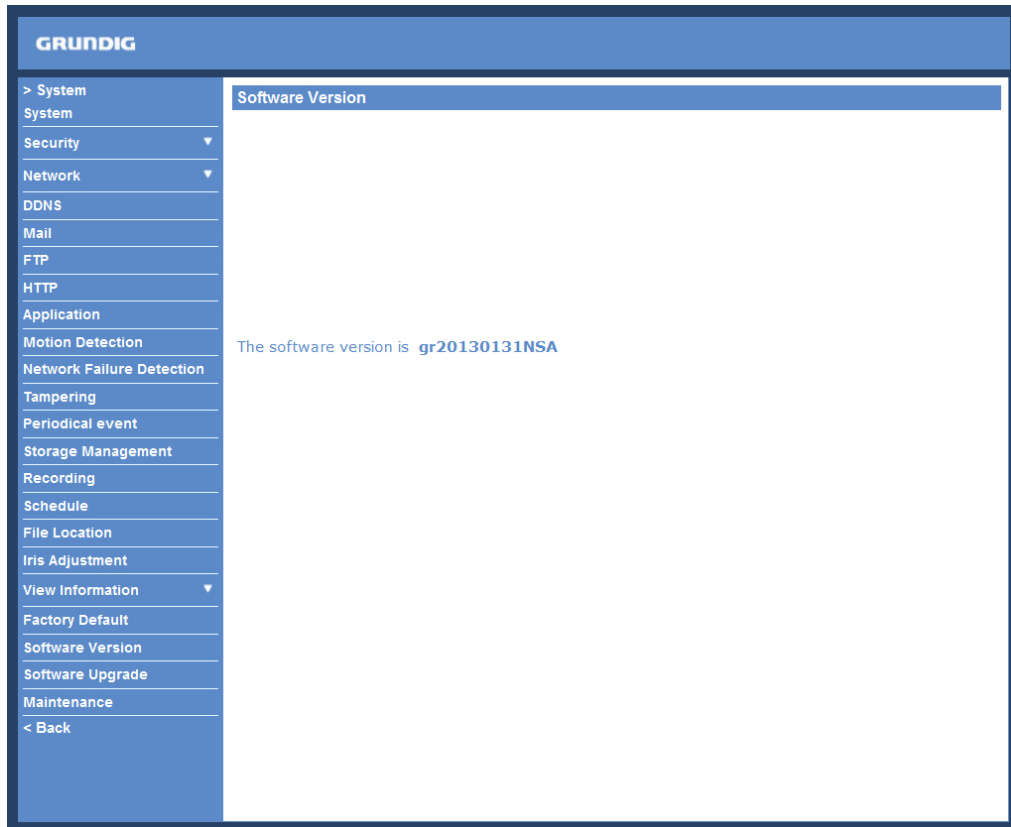 GRUNDIG
> System
System
Security
Network
DDNS
Mail
FTP
HTTP
Application
Motion Detection
Network Failure Detection
Tampering
Periodical event
Storage Management
Recording
Schedule
File Location
Iris Adjustment
View Information
Factory Default
Software Version
Software Upgrade
Maintenance
< Back
Software Version
The software version is gr20130131NSA